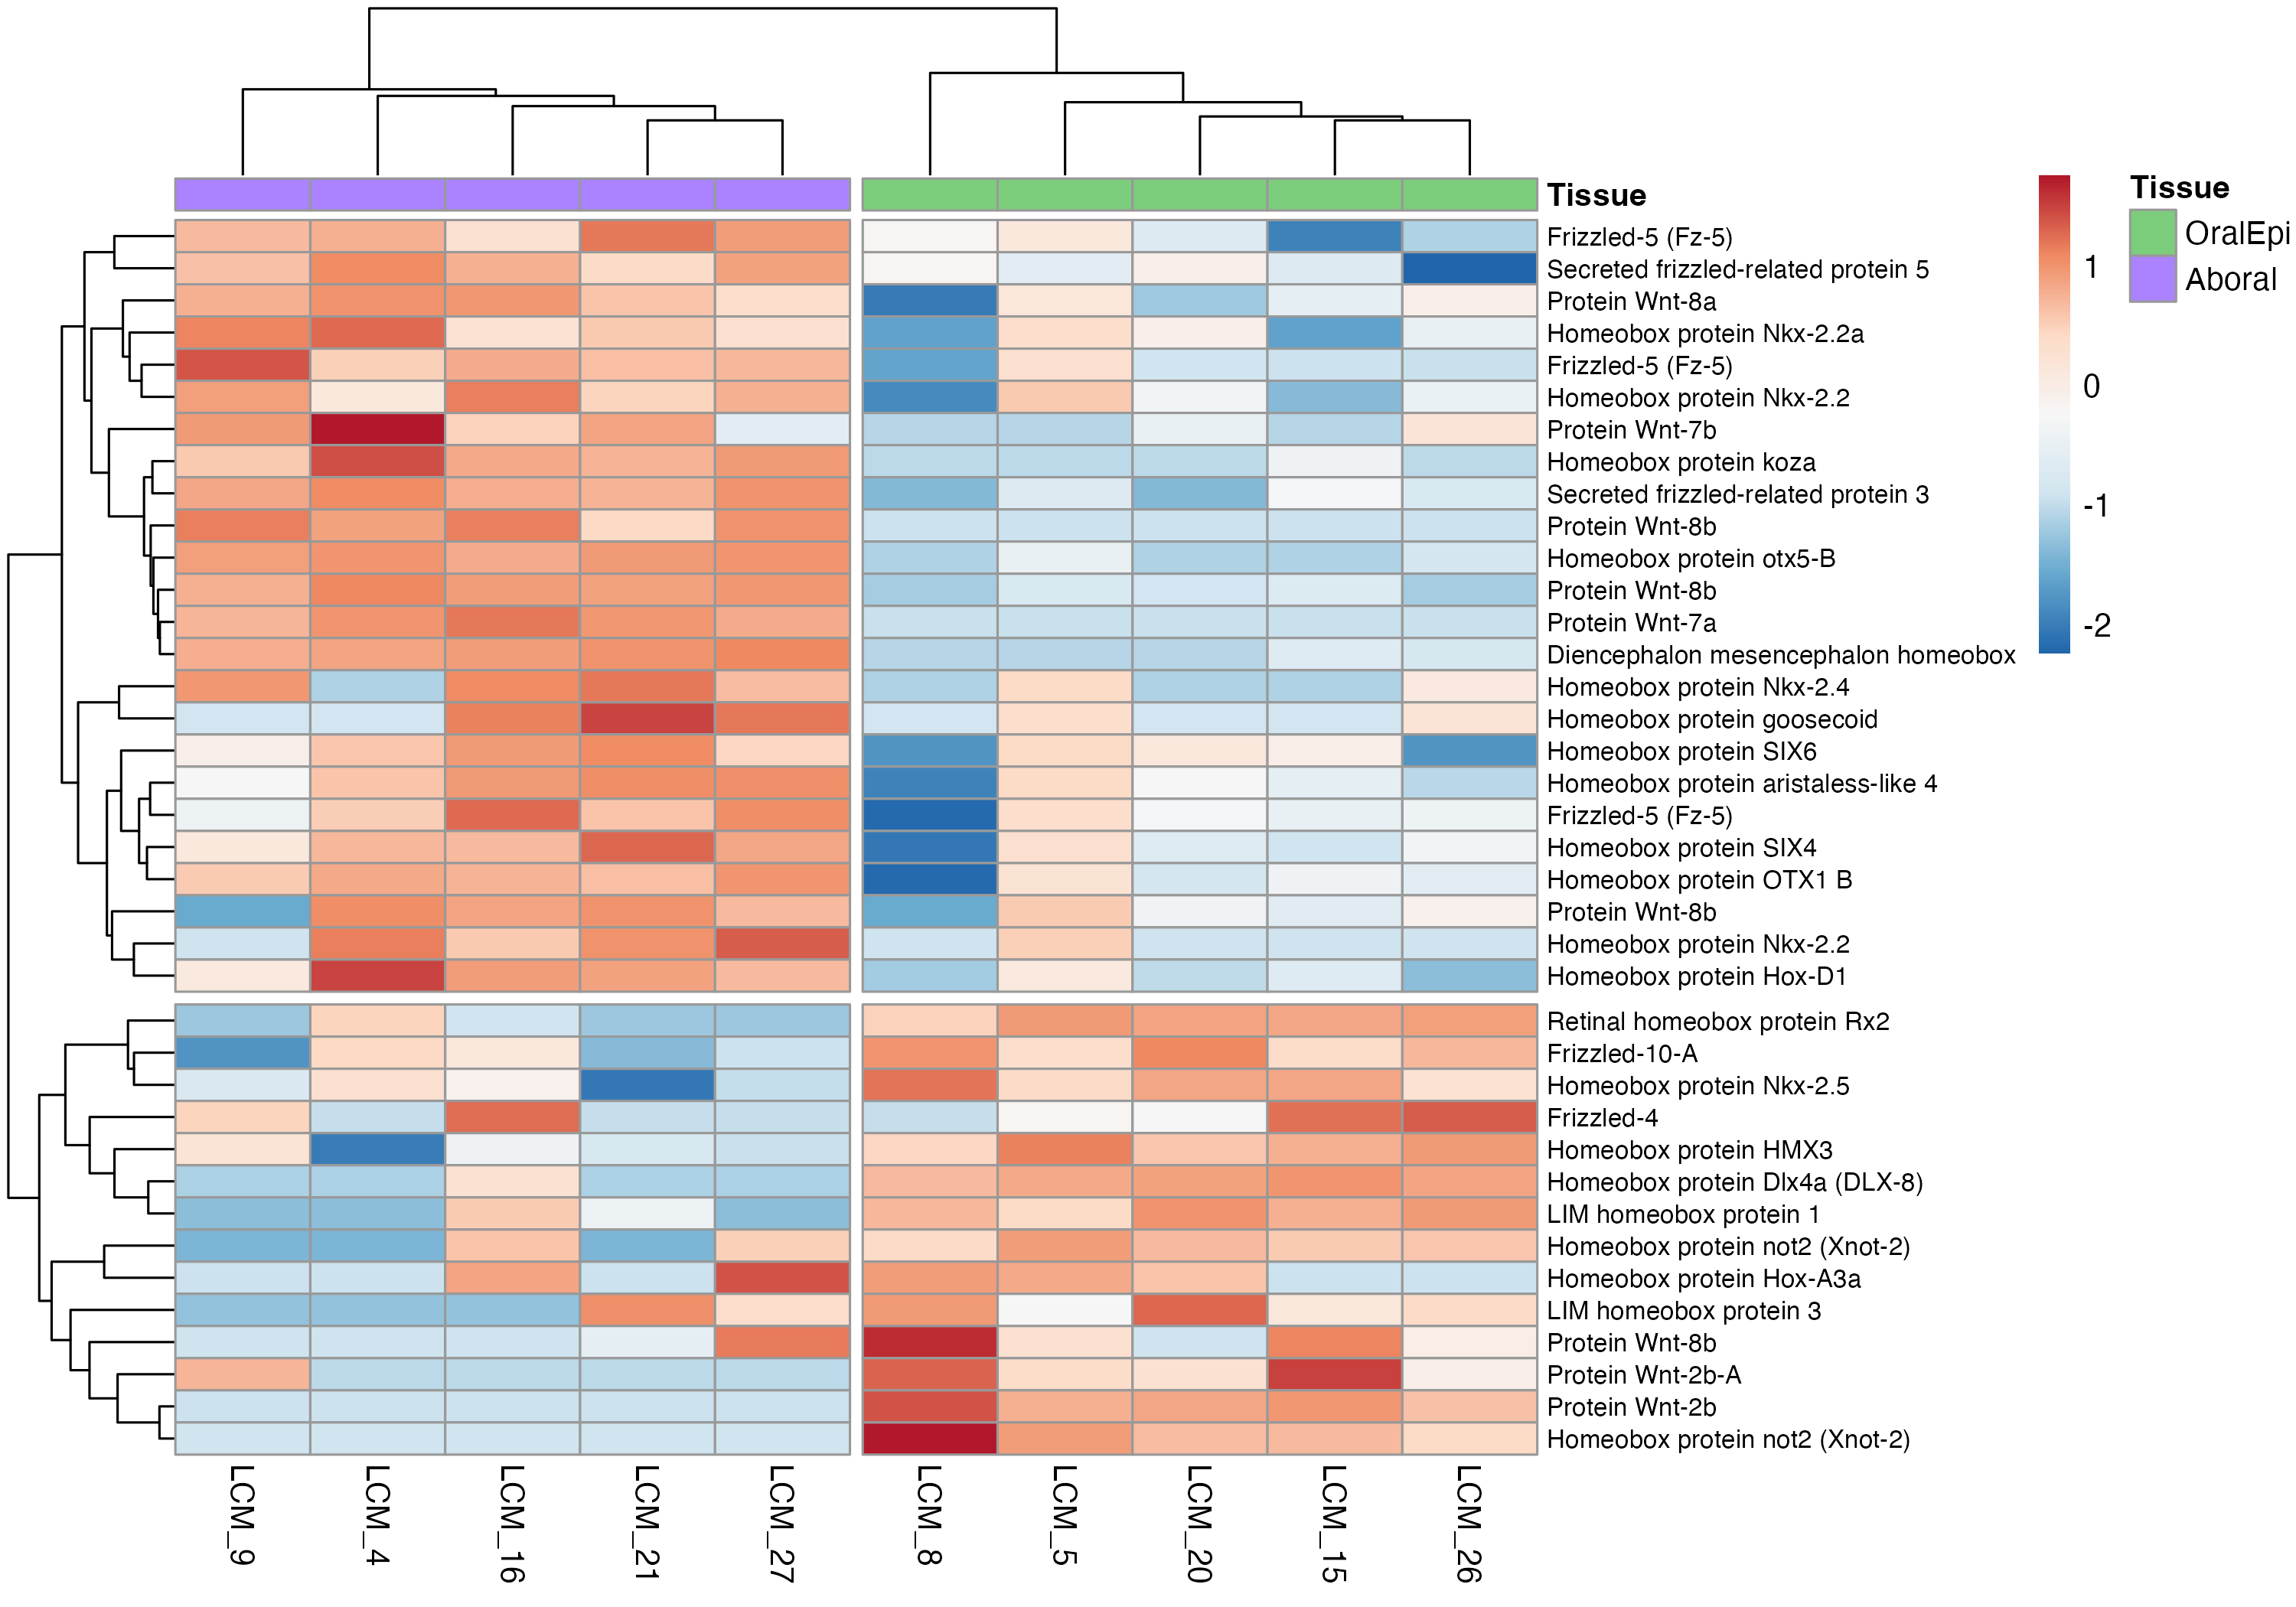 Tissue
Frizzled-5 (Fz-5)
Secreted frizzled-related protein 5
Protein Wnt-8a
Homeobox protein Nkx-2.2a
Frizzled-5 (Fz-5)
Homeobox protein Nkx-2.2
Protein Wnt-7b
Homeobox protein koza
Secreted frizzled-related protein 3
Protein Wnt-8b
Homeobox protein otx5-B
Protein Wnt-8b
Protein Wnt-7a
Diencephalon mesencephalon homeobox
Homeobox protein Nkx-2.4
Homeobox protein goosecoid
Homeobox protein SIX6
Homeobox protein aristaless-like 4
Frizzled-5 (Fz-5)
Homeobox protein SIX4
Homeobox protein OTX1 B
Protein Wnt-8b
Homeobox protein Nkx-2.2
Homeobox protein Hox-D1
Retinal homeobox protein Rx2
Frizzled-10-A
Homeobox protein Nkx-2.5
Frizzled-4
Homeobox protein HMX3
Homeobox protein Dlx4a (DLX-8)
LIM homeobox protein 1
Homeobox protein not2 (Xnot-2)
Homeobox protein Hox-A3a
LIM homeobox protein 3
Protein Wnt-8b
Protein Wnt-2b-A
Protein Wnt-2b
Homeobox protein not2 (Xnot-2)
LCM_9
LCM_4
LCM_16
LCM_21
LCM_27
LCM_8
LCM_5
LCM_20
LCM_15
LCM_26
1
0
-1
-2
Tissue
OralEpi
Aboral